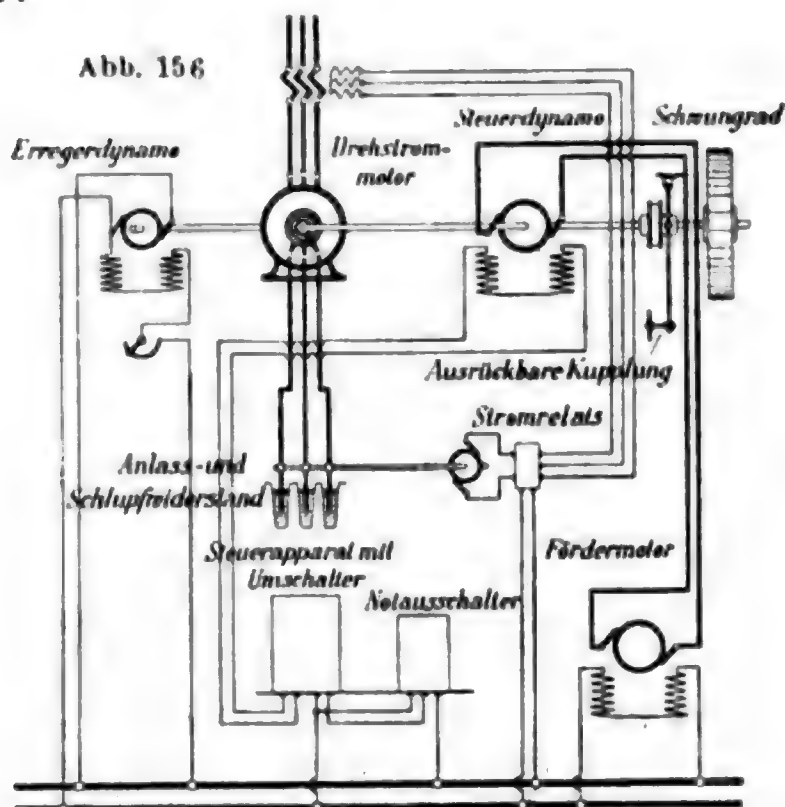 Abb. 156
Erregerdynamo
Drehstrom-
motor
Steuerdynamo
Schwungrad
Ausrückbare Kupplung
Stromrelais
Anlass- und
Schlupfwiderstand
Steuerapparat mit
Umschalter
Notausschalter
Fördermotor